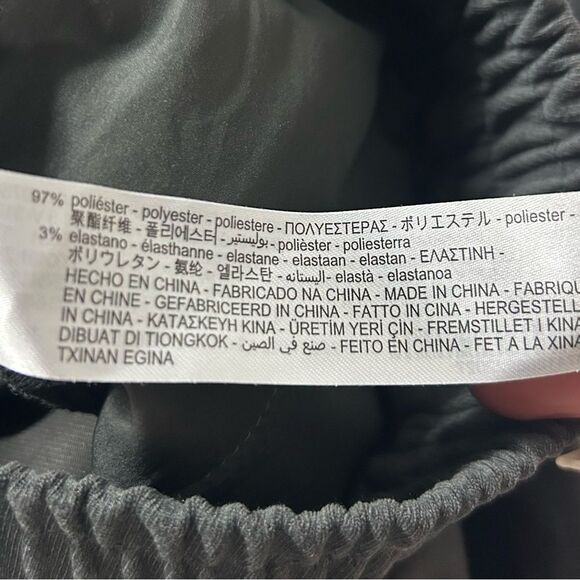 97% poliéster - polyester - poliestere - ΠΟΛΥΕΣΤΕΡΑΣ - ポリエステル - poliester -
聚酯纤维 - 폴리에스터 - بوليستير - polièster - poliesterra
3% elastano - élasthanne - elastane - elastaan - elastan - ΕΛΑΣΤΙΝΗ -
ポリウレタン - 氨纶 - 엘라스탄 - اليستانه - elastà - elastanoa
HECHO EN CHINA - FABRICADO NA CHINA - MADE IN CHINA - FABRIQU
EN CHINE - GEFABRICEERD IN CHINA - FATTO IN CINA - HERGESTELL
IN CHINA - ΚΑΤΑΣΚΕΥΗ ΚΙΝΑ - ÜRETİM YERİ ÇİN - FREMSTILLET I KINA
DIBUAT DI TIONGKOK - صنع في الصين - FEITO EN CHINA - FET A LA XINA
TXINAN EGINA